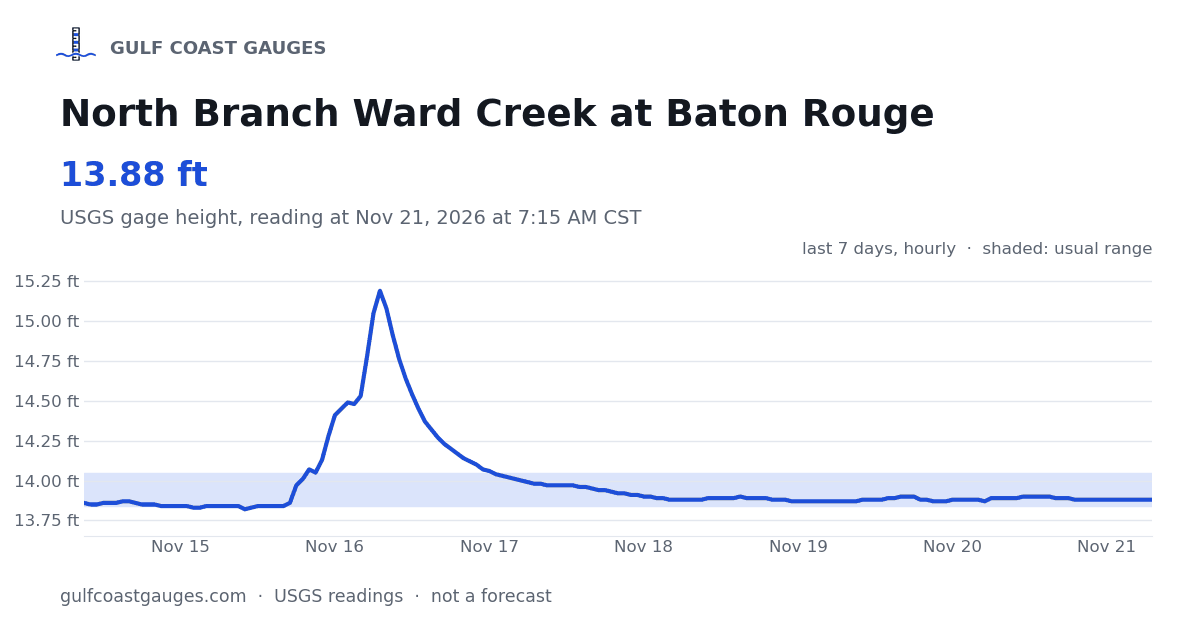 GULF COAST GAUGES
North Branch Ward Creek at Baton Rouge
13.88 ft
USGS gage height, reading at Nov 21, 2026 at 7:15 AM CST
last 7 days, hourly · shaded: usual range
15.25 ft
15.00 ft
14.75 ft
14.50 ft
14.25 ft
14.00 ft
13.75 ft
Nov 15 Nov 16 Nov 17 Nov 18 Nov 19 Nov 20 Nov 21
gulfcoastgauges.com · USGS readings · not a forecast